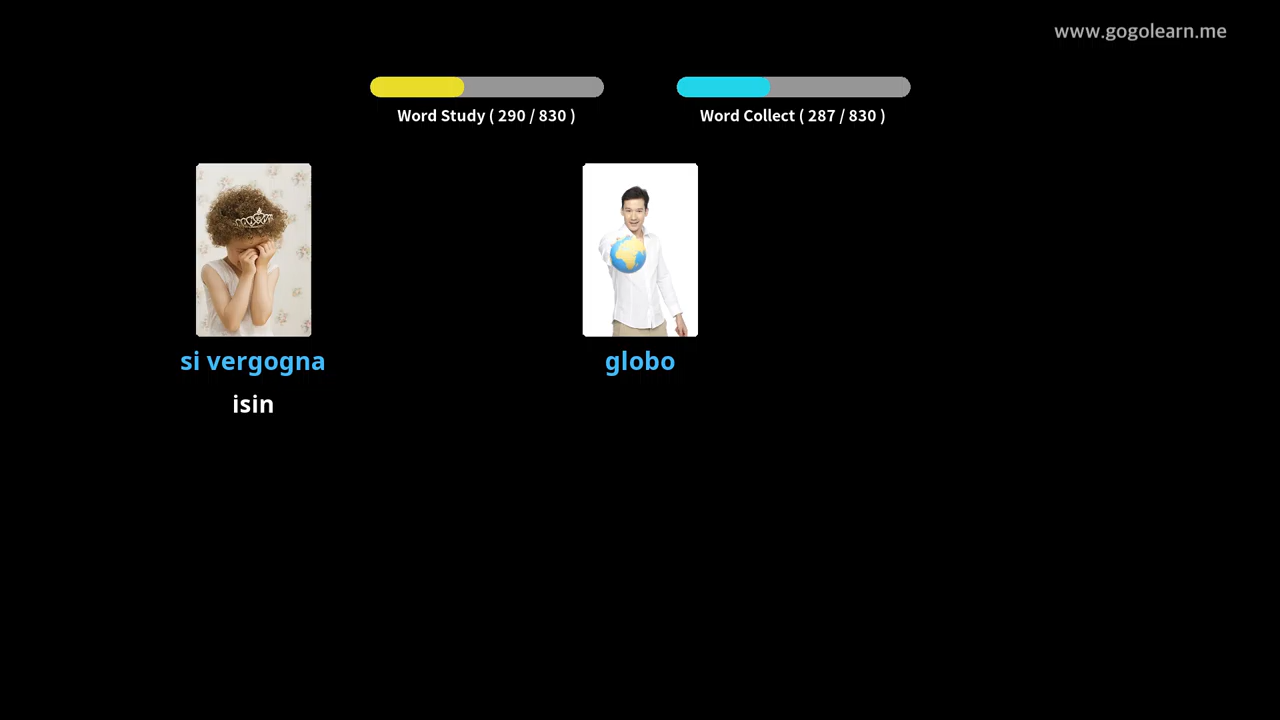 www.gogolearn.me
Word Study ( 290 / 830 )
Word Collect ( 287 / 830 )
si vergogna
isin
globo